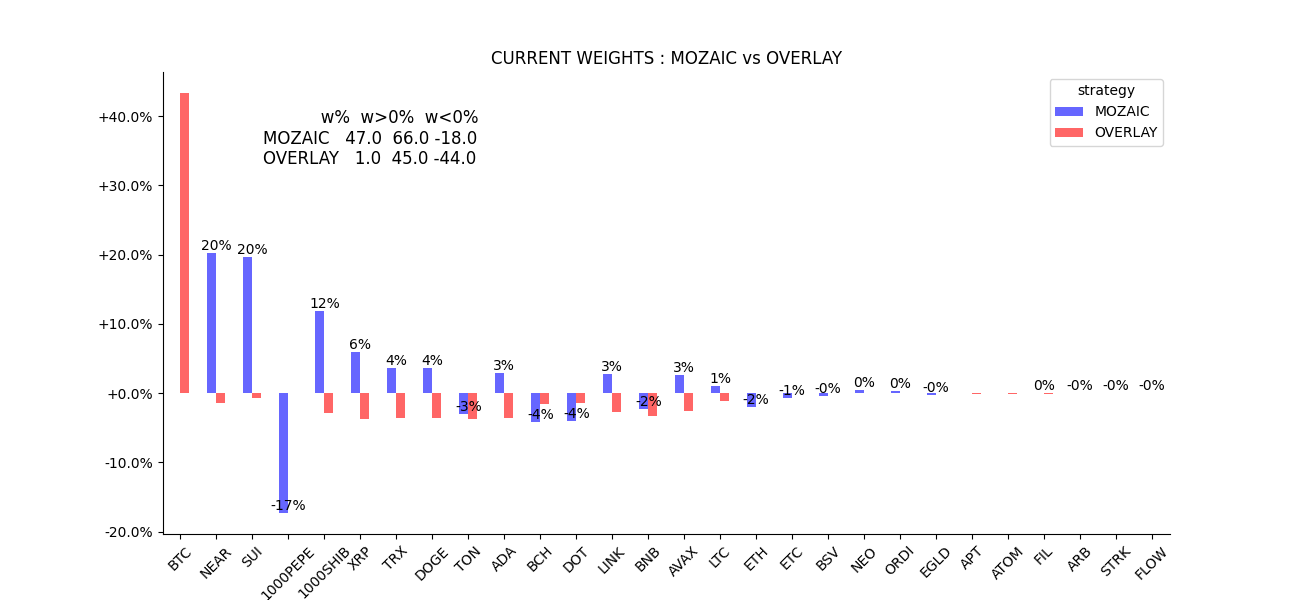 CURRENT WEIGHTS : MOZAIC vs OVERLAY
strategy
MOZAIC
OVERLAY
w% w>0% w<0%
MOZAIC 47.0 66.0 -18.0
OVERLAY 1.0 45.0 -44.0
+40.0%
+30.0%
+20.0%
+10.0%
+0.0%
-10.0%
-20.0%
20%
20%
-17%
12%
6%
4%
4%
-3%
3%
-4%
-4%
3%
-2%
3%
1%
-2%
-1%
-0%
0%
0%
-0%
0%
-0%
-0%
-0%
BTC
NEAR
SUI
1000PEPE
1000SHIB
XRP
TRX
DOGE
TON
ADA
BCH
DOT
LINK
BNB
AVAX
LTC
ETH
ETC
BSV
NEO
ORDI
EGLD
APT
ATOM
FIL
ARB
STRK
FLOW